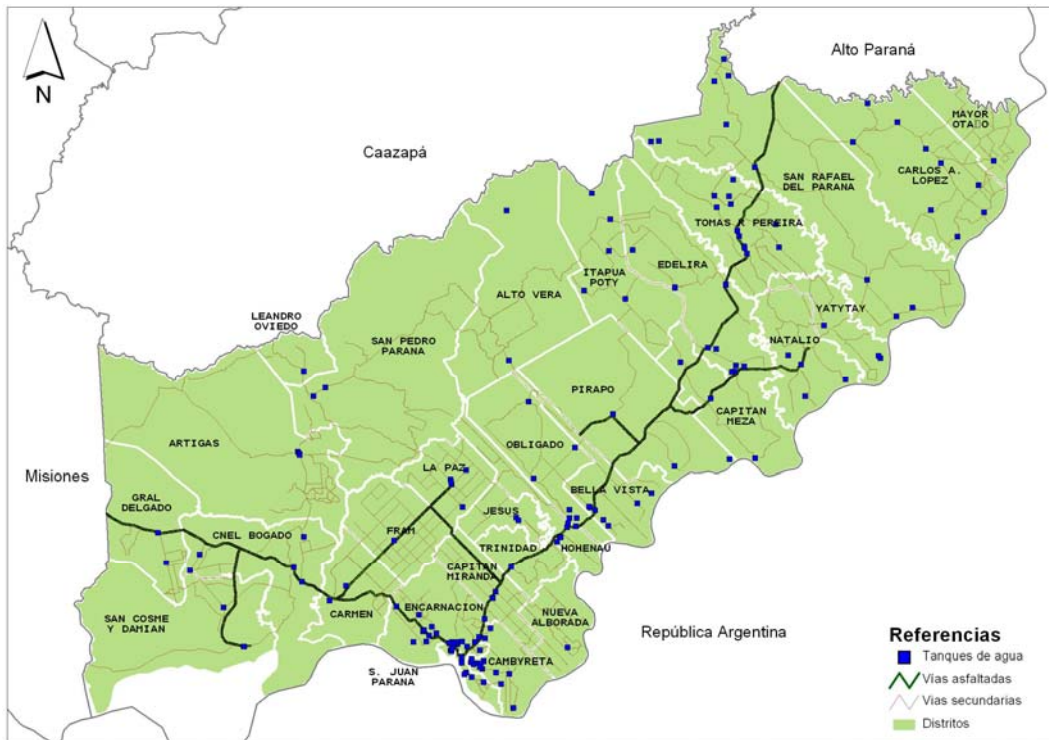 N
Alto Paraná
Caazapá
MAYOR
OTAÑO
CARLOS A.
LOPEZ
SAN RAFAEL
DEL PARANA
TOMAS R PEREIRA
EDELIRA
ITAPUA
POTY
ALTO VERA
YATYTAY
LEANDRO
OVIEDO
SAN PEDRO
PARANA
NATALIO
PIRAPO
CAPITAN
MEZA
ARTIGAS
OBLIGADO
Misiones
LA PAZ
BELLA VISTA
GRAL
DELGADO
JESUS
CNEL BOGADO
FRAM
TRINIDAD
HOHENAU
CAPITAN
MIRANDA
SAN COSME
Y DAMIAN
CARMEN
ENCARNACION
NUEVA
ALBORADA
República Argentina
S. JUAN
PARANA
CAMBYRETA
Referencias
Tanques de agua
Vías asfaltadas
Vías secundarias
Distritos